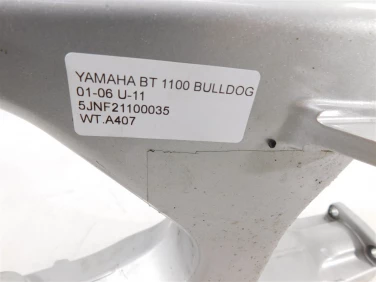 YAMAHA BT 1100 BULLDOG
01-06 U-11
5JNF21100035
WT.A407